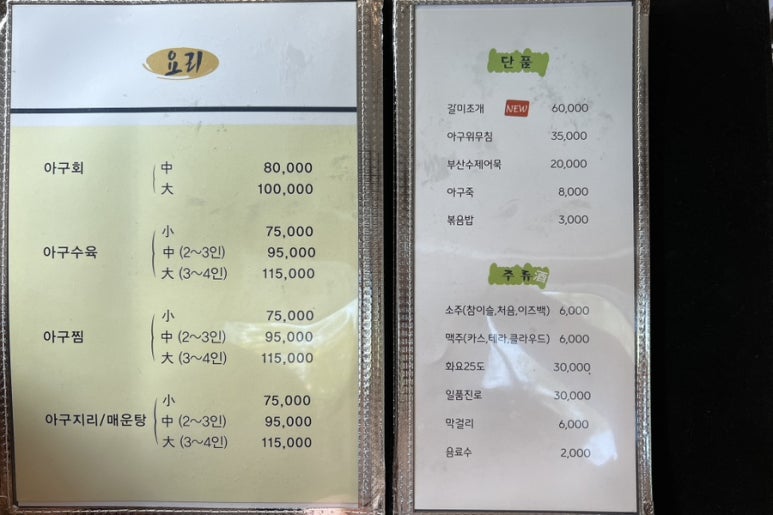 요리
아구회 中 80,000
大 100,000
小 75,000
아구수육 中 (2~3인) 95,000
大 (3~4인) 115,000
小 75,000
아구찜 中 (2~3인) 95,000
大 (3~4인) 115,000
小 75,000
아구지리/매운탕 中 (2~3인) 95,000
大 (3~4인) 115,000
단품
갈미조개 NEW 60,000
아구위무침 35,000
부산수제어묵 20,000
아구죽 8,000
볶음밥 3,000
주류
소주(참이슬,처음,이즈백) 6,000
맥주(카스,테라,클라우드) 6,000
화요25도 30,000
일품진로 30,000
막걸리 6,000
음료수 2,000